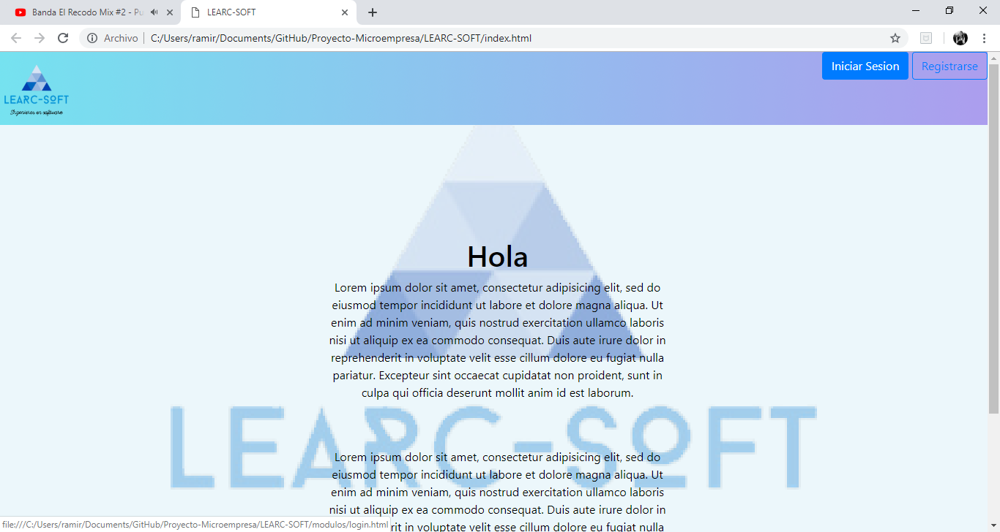 Banda El Recodo Mix #2 - Pu
LEARC-SOFT
Archivo
C:/Users/ramir/Documents/GitHub/Proyecto-Microempresa/LEARC-SOFT/index.html
Iniciar Sesion
Registrarse
LEARC-SOFT
Ingenieros en software
Hola
Lorem ipsum dolor sit amet, consectetur adipisicing elit, sed do
eiusmod tempor incididunt ut labore et dolore magna aliqua. Ut
enim ad minim veniam, quis nostrud exercitation ullamco laboris
nisi ut aliquip ex ea commodo consequat. Duis aute irure dolor in
reprehenderit in voluptate velit esse cillum dolore eu fugiat nulla
pariatur. Excepteur sint occaecat cupidatat non proident, sunt in
culpa qui officia deserunt mollit anim id est laborum.
LEARC-SOFT
Lorem ipsum dolor sit amet, consectetur adipisicing elit, sed do
eiusmod tempor incididunt ut labore et dolore magna aliqua. Ut
enim ad minim veniam, quis nostrud exercitation ullamco laboris
nisi ut aliquip ex ea commodo consequat. Duis aute irure dolor in
rit in voluptate velit esse cillum dolore eu fugiat nulla
file:///C:/Users/ramir/Documents/GitHub/Proyecto-Microempresa/LEARC-SOFT/modulos/login.html